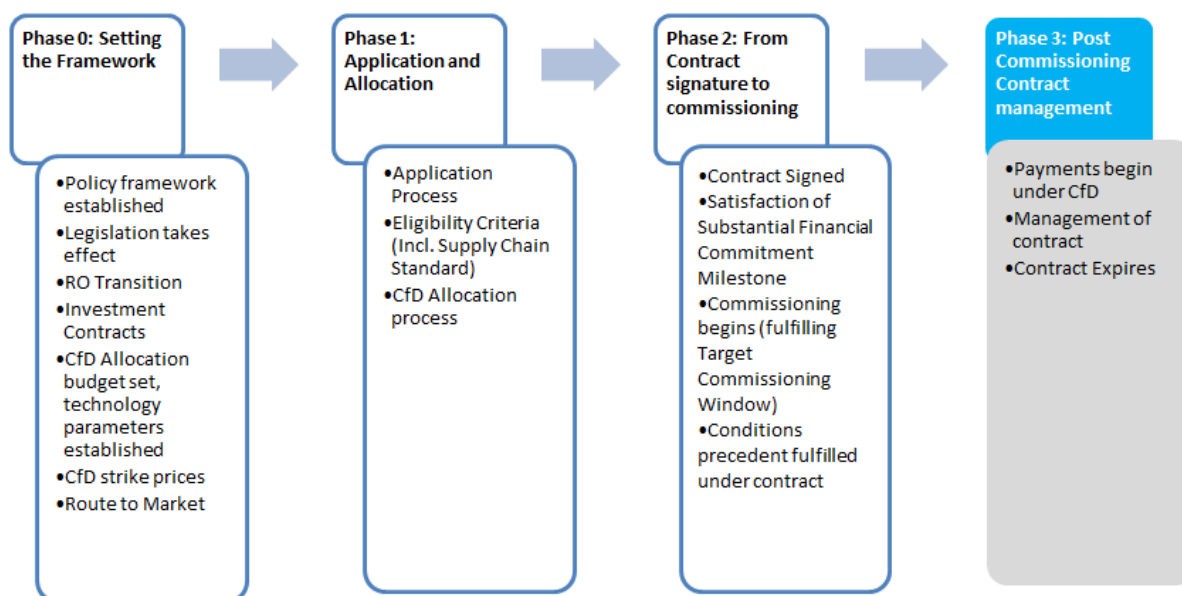 Phase 0: Setting
the Framework
•Policy framework
established
•Legislation takes
effect
•RO Transition
•Investment
Contracts
•CfD Allocation
budget set,
technology
parameters
established
•CfD strike prices
•Route to Market
Phase 1:
Application and
Allocation
•Application
Process
•Eligibility Criteria
(Incl. Supply Chain
Standard)
•CfD Allocation
process
Phase 2: From
Contract
signature to
commissioning
•Contract Signed
•Satisfaction of
Substantial Financial
Commitment
Milestone
•Commissioning
begins (fulfilling
Target
Commissioning
Window)
•Conditions
precedent fulfilled
under contract
Phase 3: Post
Commissioning
Contract
management
•Payments begin
under CfD
•Management of
contract
•Contract Expires